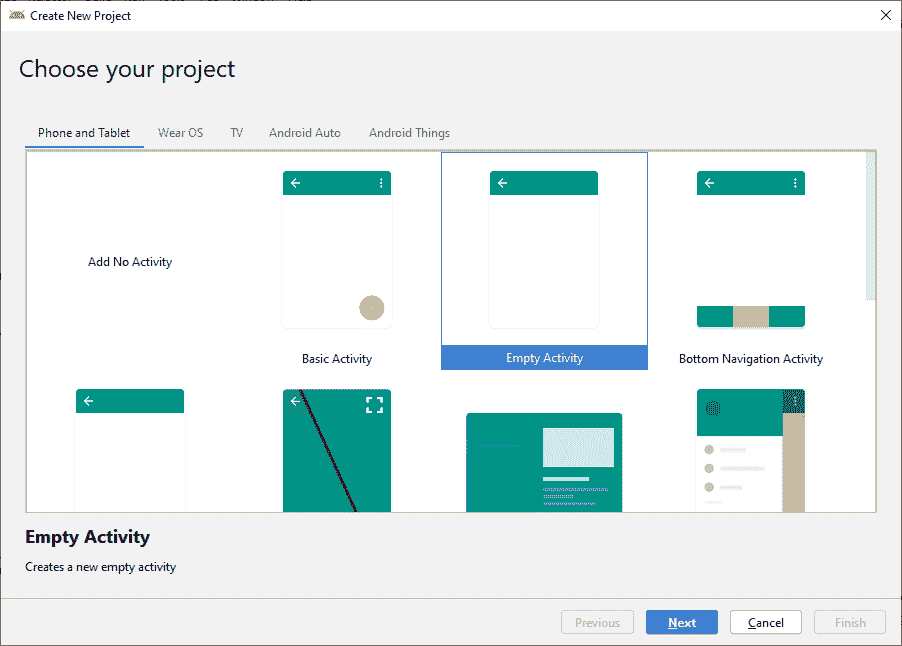 Create New Project
Choose your project
Phone and Tablet Wear OS TV Android Auto Android Things
Add No Activity
Basic Activity
Empty Activity
Bottom Navigation Activity
Empty Activity
Creates a new empty activity
Previous Next Cancel Finish